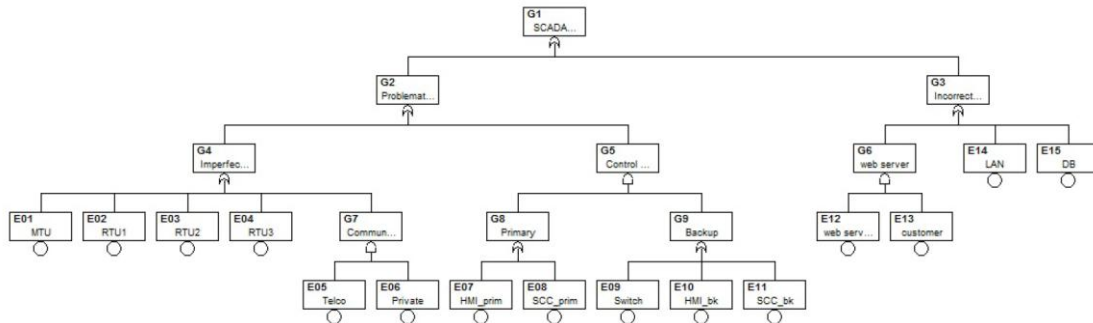 G1
SCADA...
G2
Problemat...
G3
Incorrect...
G4
Imperfec...
G5
Control ...
G6
web server
E14
LAN
E15
DB
E01
MTU
E02
RTU1
E03
RTU2
E04
RTU3
G7
Commun...
G8
Primary
G9
Backup
E12
web serv...
E13
customer
E05
Telco
E06
Private
E07
HMI_prim
E08
SCC_prim
E09
Switch
E10
HMI_bk
E11
SCC_bk